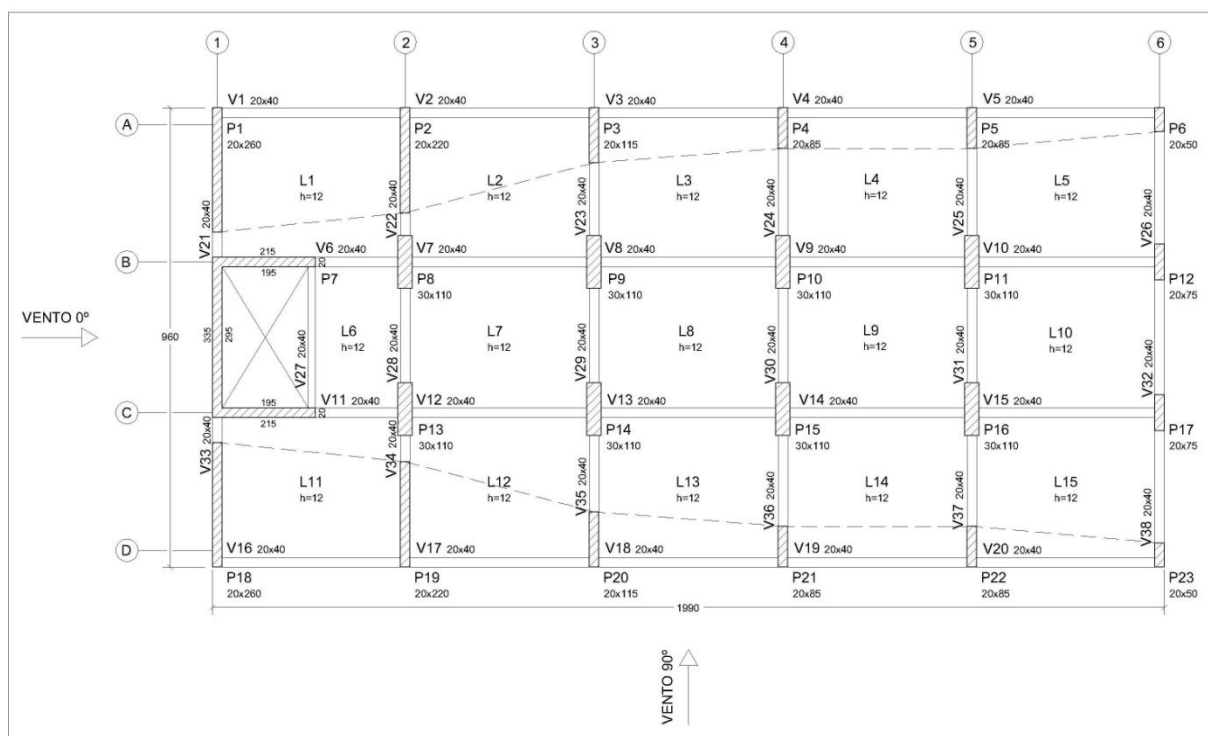 1 2 3 4 5 6
V1 20x40 V2 20x40 V3 20x40 V4 20x40 V5 20x40
A
P1 P2 P3 P4 P5 P6
20x260 20x220 20x115 20x85 20x85 20x50
L1 L2 L3 L4 L5
h=12 h=12 h=12 h=12 h=12
V21 20x40 V22 20x40 V23 20x40 V24 20x40 V25 20x40 V26 20x40
215 V6 20x40 V7 20x40 V8 20x40 V9 20x40 V10 20x40
B
195 20 P7 P8 P9 P10 P11 P12
30x110 30x110 30x110 30x110 20x75
VENTO 0º
960 335 295
L6 L7 L8 L9 L10
h=12 h=12 h=12 h=12 h=12
V27 20x40 V28 20x40 V29 20x40 V30 20x40 V31 20x40 V32 20x40
195 V11 20x40 V12 20x40 V13 20x40 V14 20x40 V15 20x40
C
215 20 P13 P14 P15 P16 P17
30x110 30x110 30x110 30x110 20x75
V33 20x40 V34 20x40 V35 20x40 V36 20x40 V37 20x40 V38 20x40
L11 L12 L13 L14 L15
h=12 h=12 h=12 h=12 h=12
D
V16 20x40 V17 20x40 V18 20x40 V19 20x40 V20 20x40
P18 P19 P20 P21 P22 P23
20x260 20x220 20x115 20x85 20x85 20x50
1990
VENTO 90º